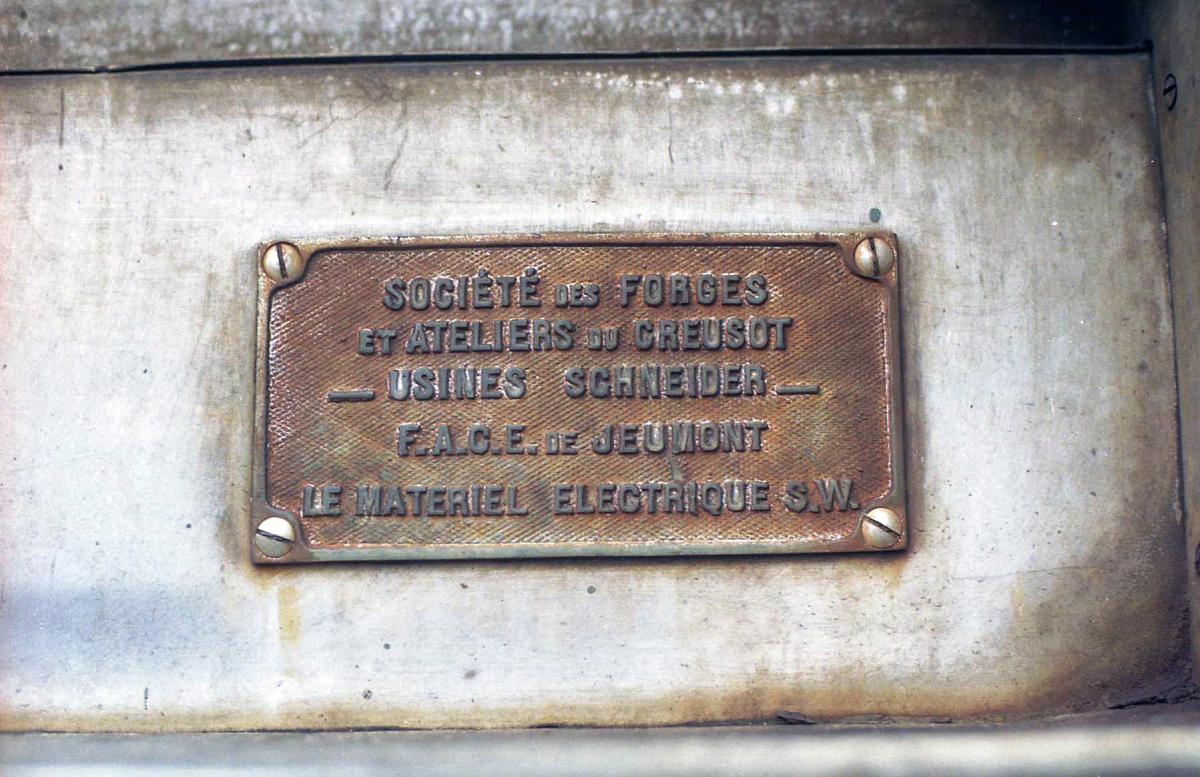 SOCIÉTÉ DES FORGES
ET ATELIERS DU CREUSOT
— USINES SCHNEIDER —
F.A.C.E. DE JEUMONT
LE MATERIEL ELECTRIQUE S.W.